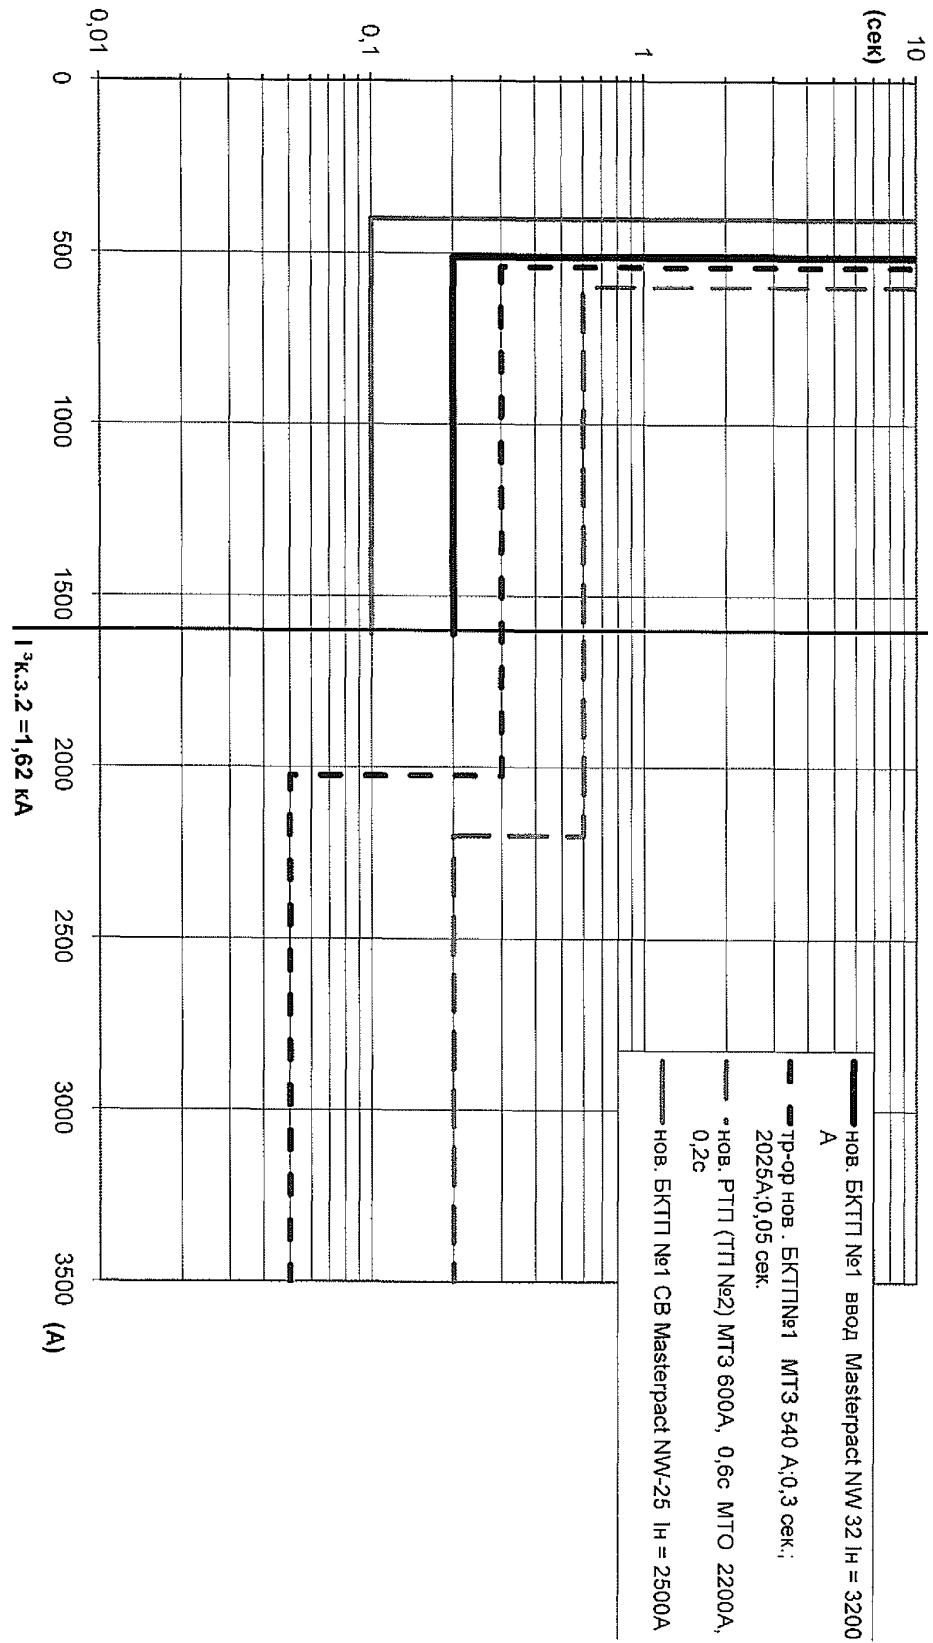 (сек)
10
1
0,1
0,01
0
500
1000
1500
2000
2500
3000
3500
(А)
I ³к.з.2 =1,62 кА
нов. БКТП №1 ввод Masterpact NW 32 Iн = 3200
А
тр-ор нов . БКТП№1 МТЗ 540 А;0,3 сек.;
2025А;0,05 сек.
нов. РТП (ТП №2) МТЗ 600А, 0,6с МТО 2200А,
0,2с
нов. БКТП №1 СВ Masterpact NW-25 Iн = 2500А